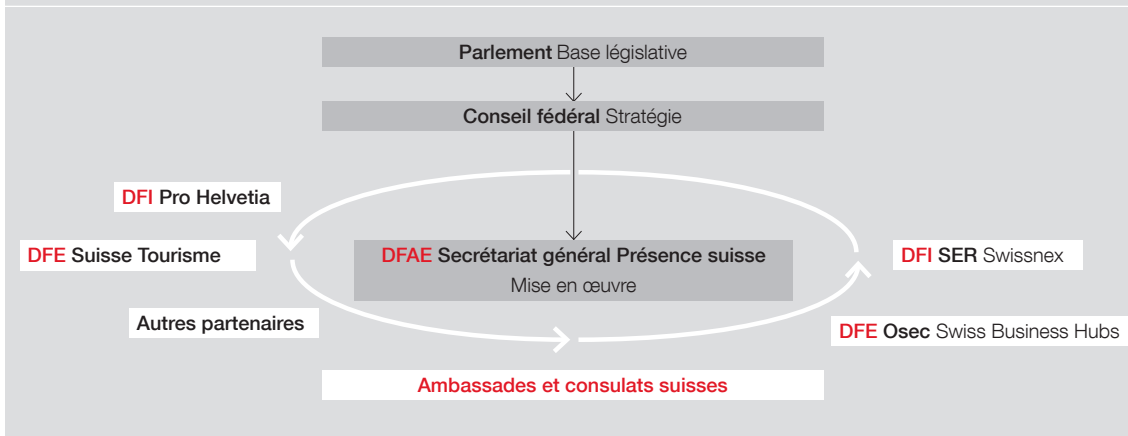 Parlement Base législative
Conseil fédéral Stratégie
DFI Pro Helvetia
DFE Suisse Tourisme
DFAE Secrétariat général Présence suisse
Mise en œuvre
DFI SER Swissnex
Autres partenaires
DFE Osec Swiss Business Hubs
Ambassades et consulats suisses